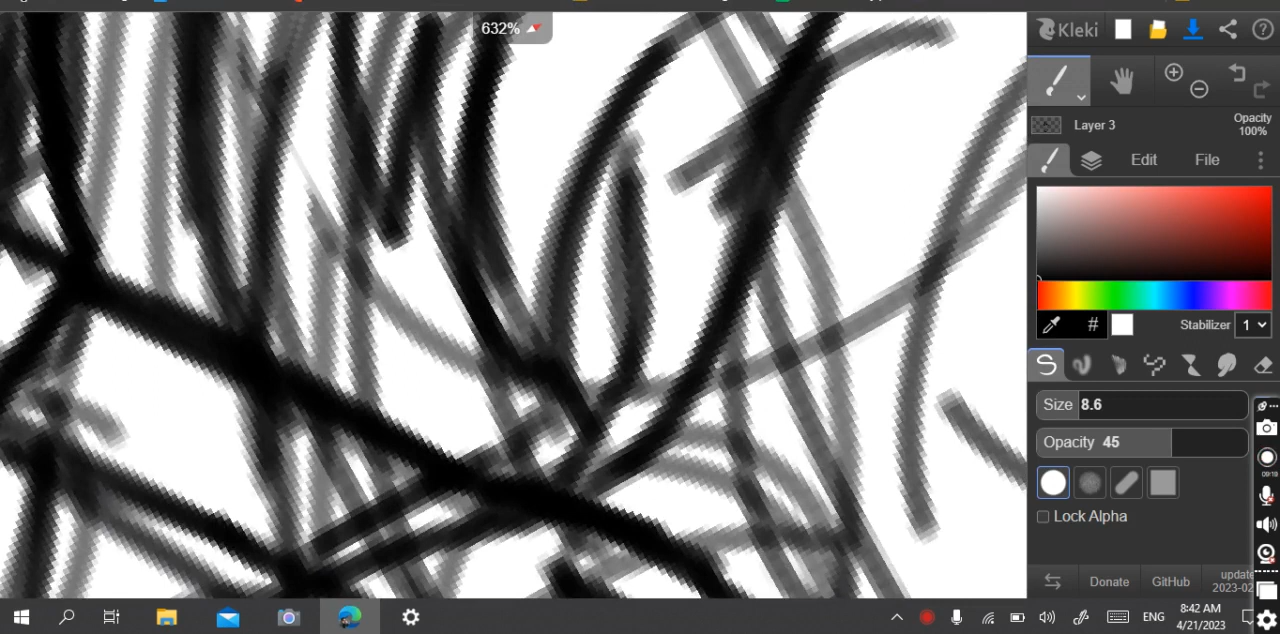 632%
Kleki
Layer 3
Opacity
100%
Edit
File
#
Stabilizer 1
Size 8.6
Opacity 45
Lock Alpha
Donate
GitHub
update
2023-02
ENG
8:42 AM
4/21/2023